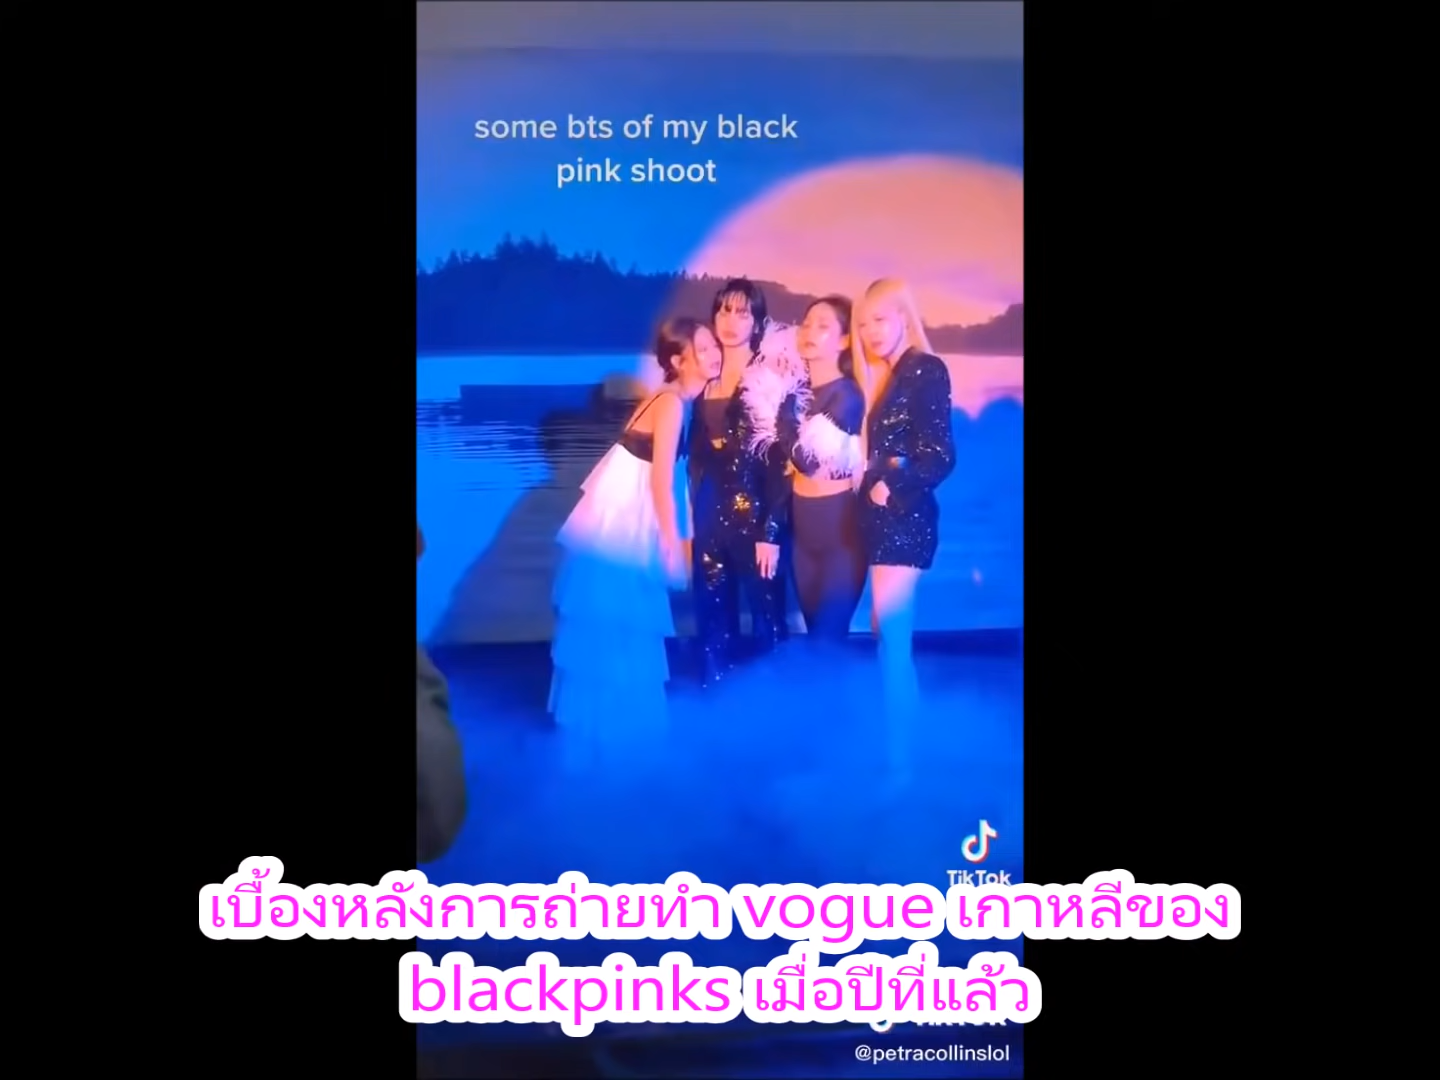 some bts of my black
pink shoot
TikTok
เบื้องหลังการถ่ายทำ vogue เกาหลีของ
blackpinks เมื่อปีที่แล้ว
TikTok
@petracollinslol